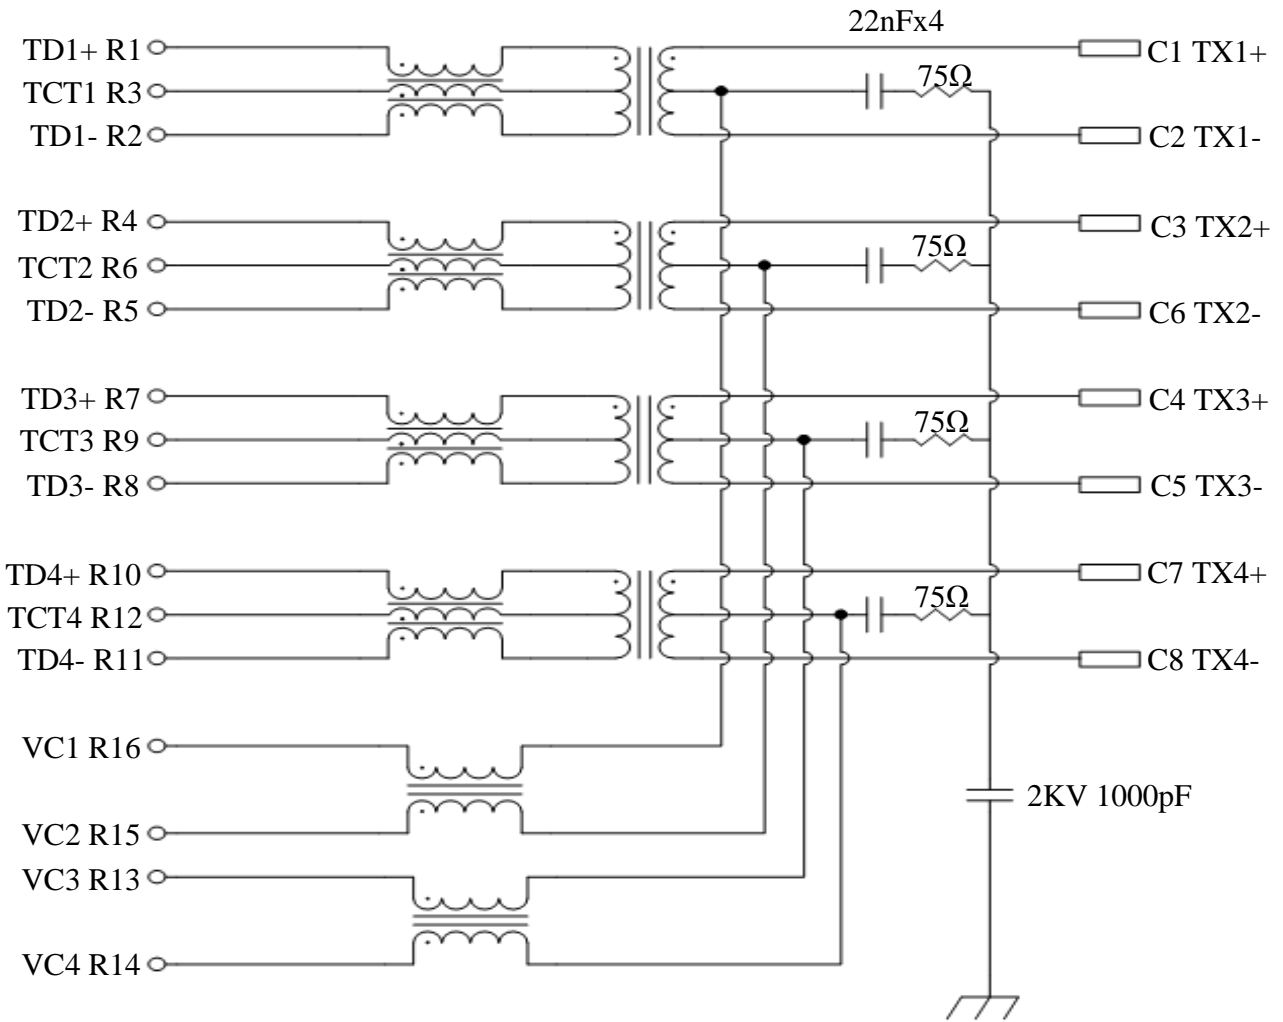 22nFx4
TD1+ R1
75Ω
C1 TX1+
TCT1 R3
TD1- R2
C2 TX1-
TD2+ R4
75Ω
C3 TX2+
TCT2 R6
TD2- R5
C6 TX2-
TD3+ R7
75Ω
C4 TX3+
TCT3 R9
TD3- R8
C5 TX3-
TD4+ R10
75Ω
C7 TX4+
TCT4 R12
TD4- R11
C8 TX4-
VC1 R16
2KV 1000pF
VC2 R15
VC3 R13
VC4 R14